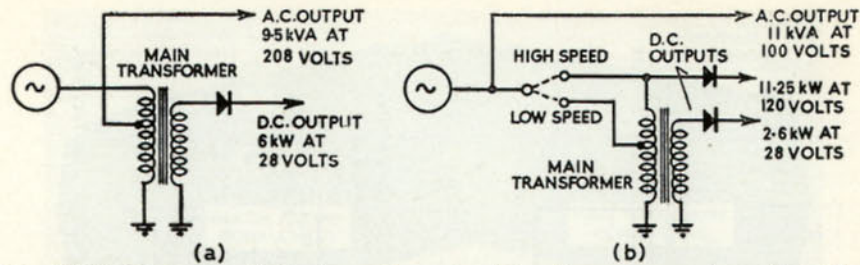 A.C. OUTPUT
9·5 kVA AT
208 VOLTS
MAIN
TRANSFORMER
D.C. OUTPUT
6 kW AT
28 VOLTS
(a)
A.C. OUTPUT
11 kVA AT
100 VOLTS
HIGH SPEED
D.C.
OUTPUTS
11·25 kW AT
120 VOLTS
LOW SPEED
2·6 kW AT
28 VOLTS
MAIN
TRANSFORMER
(b)